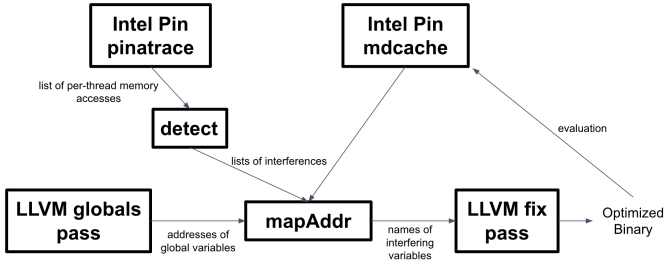 Intel Pin
pinatrace
Intel Pin
mdcache
list of per-thread memory
accesses
detect
evaluation
lists of interferences
LLVM globals
pass
addresses of
global variables
mapAddr
names of
interfering
variables
LLVM fix
pass
Optimized
Binary